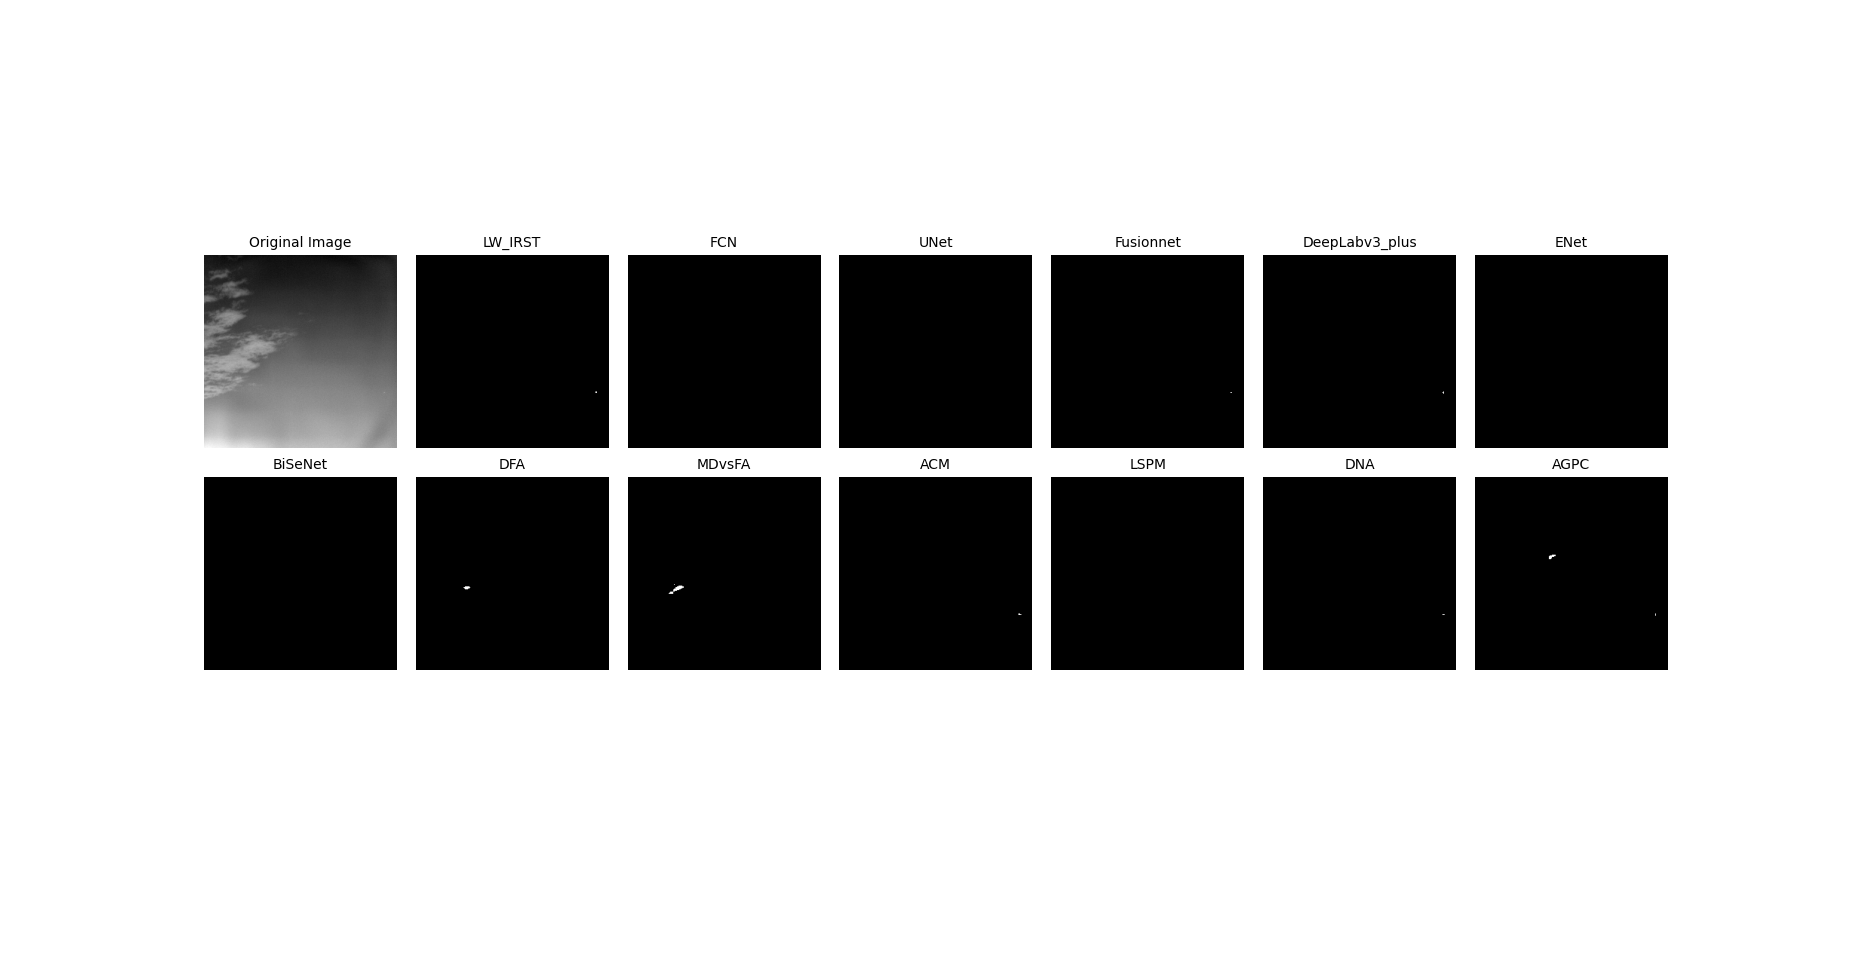 Original Image
LW_IRST
FCN
UNet
Fusionnet
DeepLabv3_plus
ENet
BiSeNet
DFA
MDvsFA
ACM
LSPM
DNA
AGPC